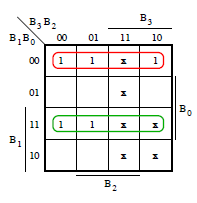 B3
B3 B2
B1B0 00 01 11 10
00 1 1 x 1
01 x
B0
11 1 1 x x
B1
10 x x
B2